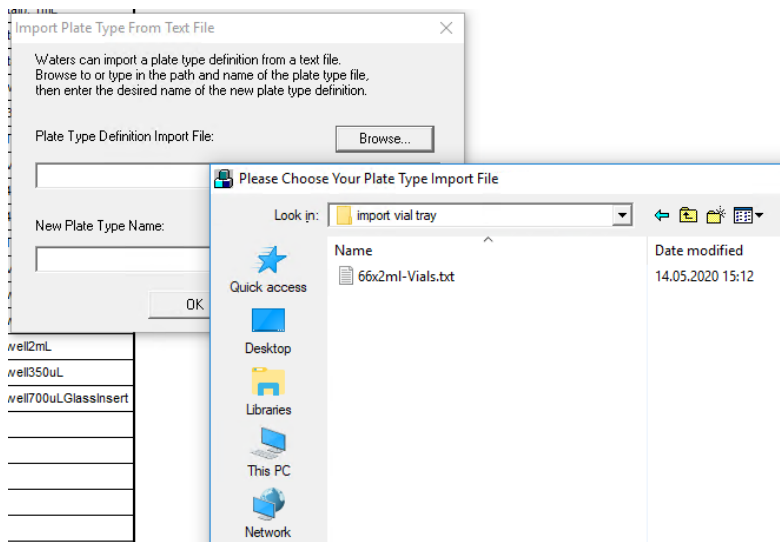 Import Plate Type From Text File
Waters can import a plate type definition from a text file.
Browse to or type in the path and name of the plate type file,
then enter the desired name of the new plate type definition.
Plate Type Definition Import File:
Browse...
Please Choose Your Plate Type Import File
Look in:
import vial tray
New Plate Type Name:
Name
Date modified
66x2ml-Vials.txt
14.05.2020 15:12
Quick access
OK
Desktop
well2mL
well350uL
well700uLGlassInsert
Libraries
This PC
Network